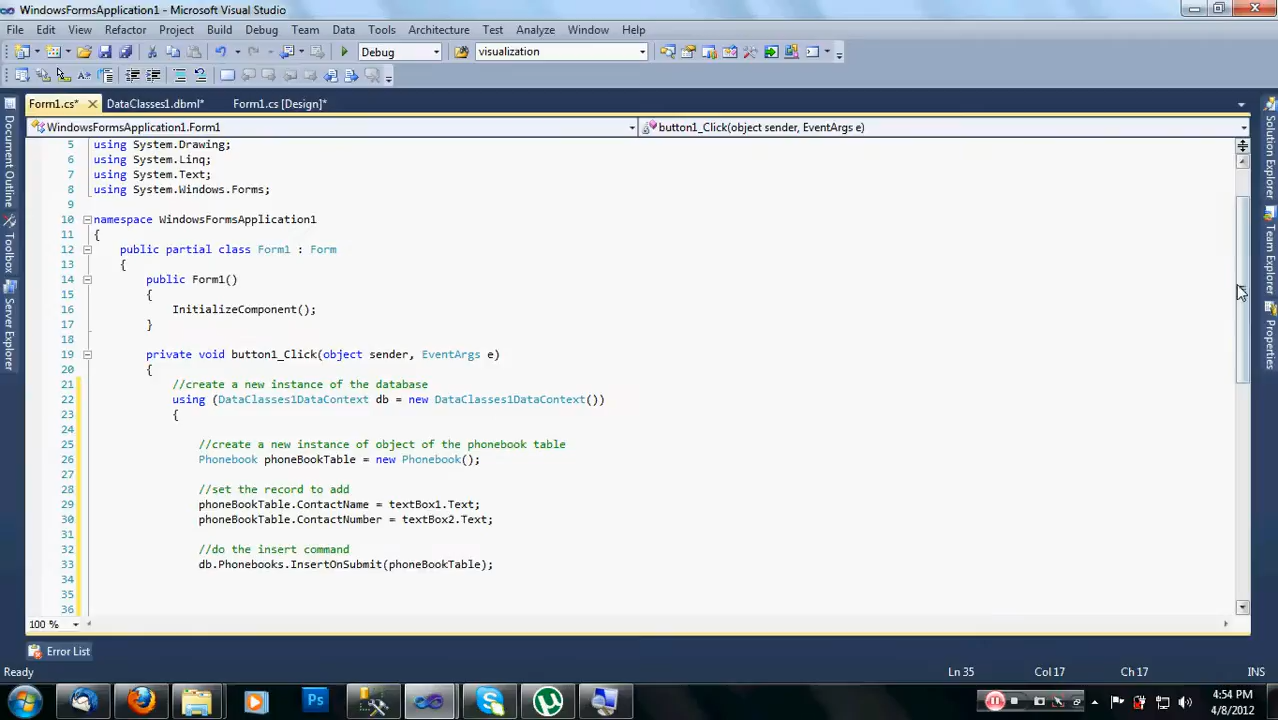 WindowsFormsApplication1 - Microsoft Visual Studio
File Edit View Refactor Project Build Debug Team Data Tools Architecture Test Analyze Window Help
Debug visualization
Form1.cs* DataClasses1.dbml* Form1.cs [Design]*
WindowsFormsApplication1.Form1 button1_Click(object sender, EventArgs e)
Document Outline
Toolbox
Server Explorer
5 using System.Drawing;
6 using System.Linq;
7 using System.Text;
8 using System.Windows.Forms;
9
10 namespace WindowsFormsApplication1
11 {
12 public partial class Form1 : Form
13 {
14 public Form1()
15 {
16 InitializeComponent();
17 }
18
19 private void button1_Click(object sender, EventArgs e)
20 {
21 //create a new instance of the database
22 using (DataClasses1DataContext db = new DataClasses1DataContext())
23 {
24
25 //create a new instance of object of the phonebook table
26 Phonebook phoneBookTable = new Phonebook();
27
28 //set the record to add
29 phoneBookTable.ContactName = textBox1.Text;
30 phoneBookTable.ContactNumber = textBox2.Text;
31
32 //do the insert command
33 db.Phonebooks.InsertOnSubmit(phoneBookTable);
34
35
36
Solution Explorer
Team Explorer
Properties
100 %
Error List
Ready Ln 35 Col 17 Ch 17 INS
Ps
4:54 PM
4/8/2012